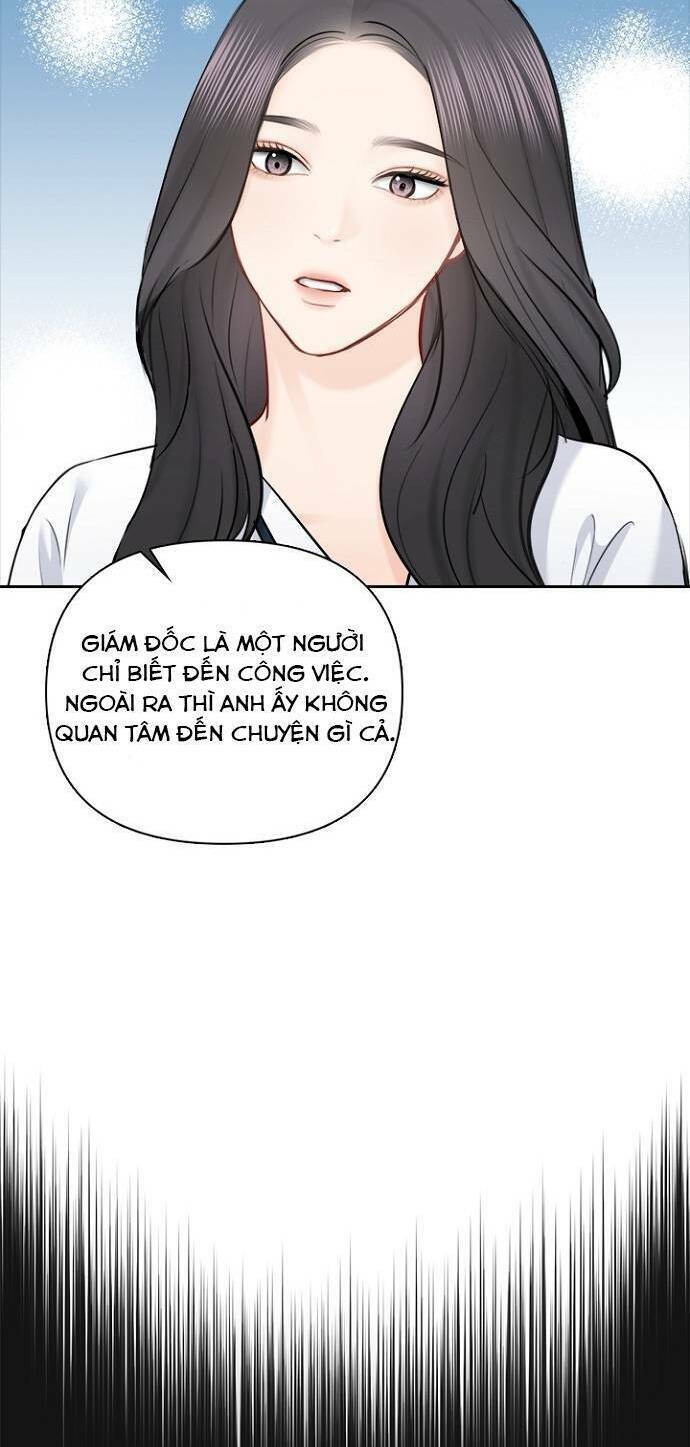 GIÁM ĐỐC LÀ MỘT NGƯỜI
CHỈ BIẾT ĐẾN CÔNG VIỆC.
NGOÀI RA THÌ ANH ẤY KHÔNG
QUAN TÂM ĐẾN CHUYỆN GÌ CẢ.